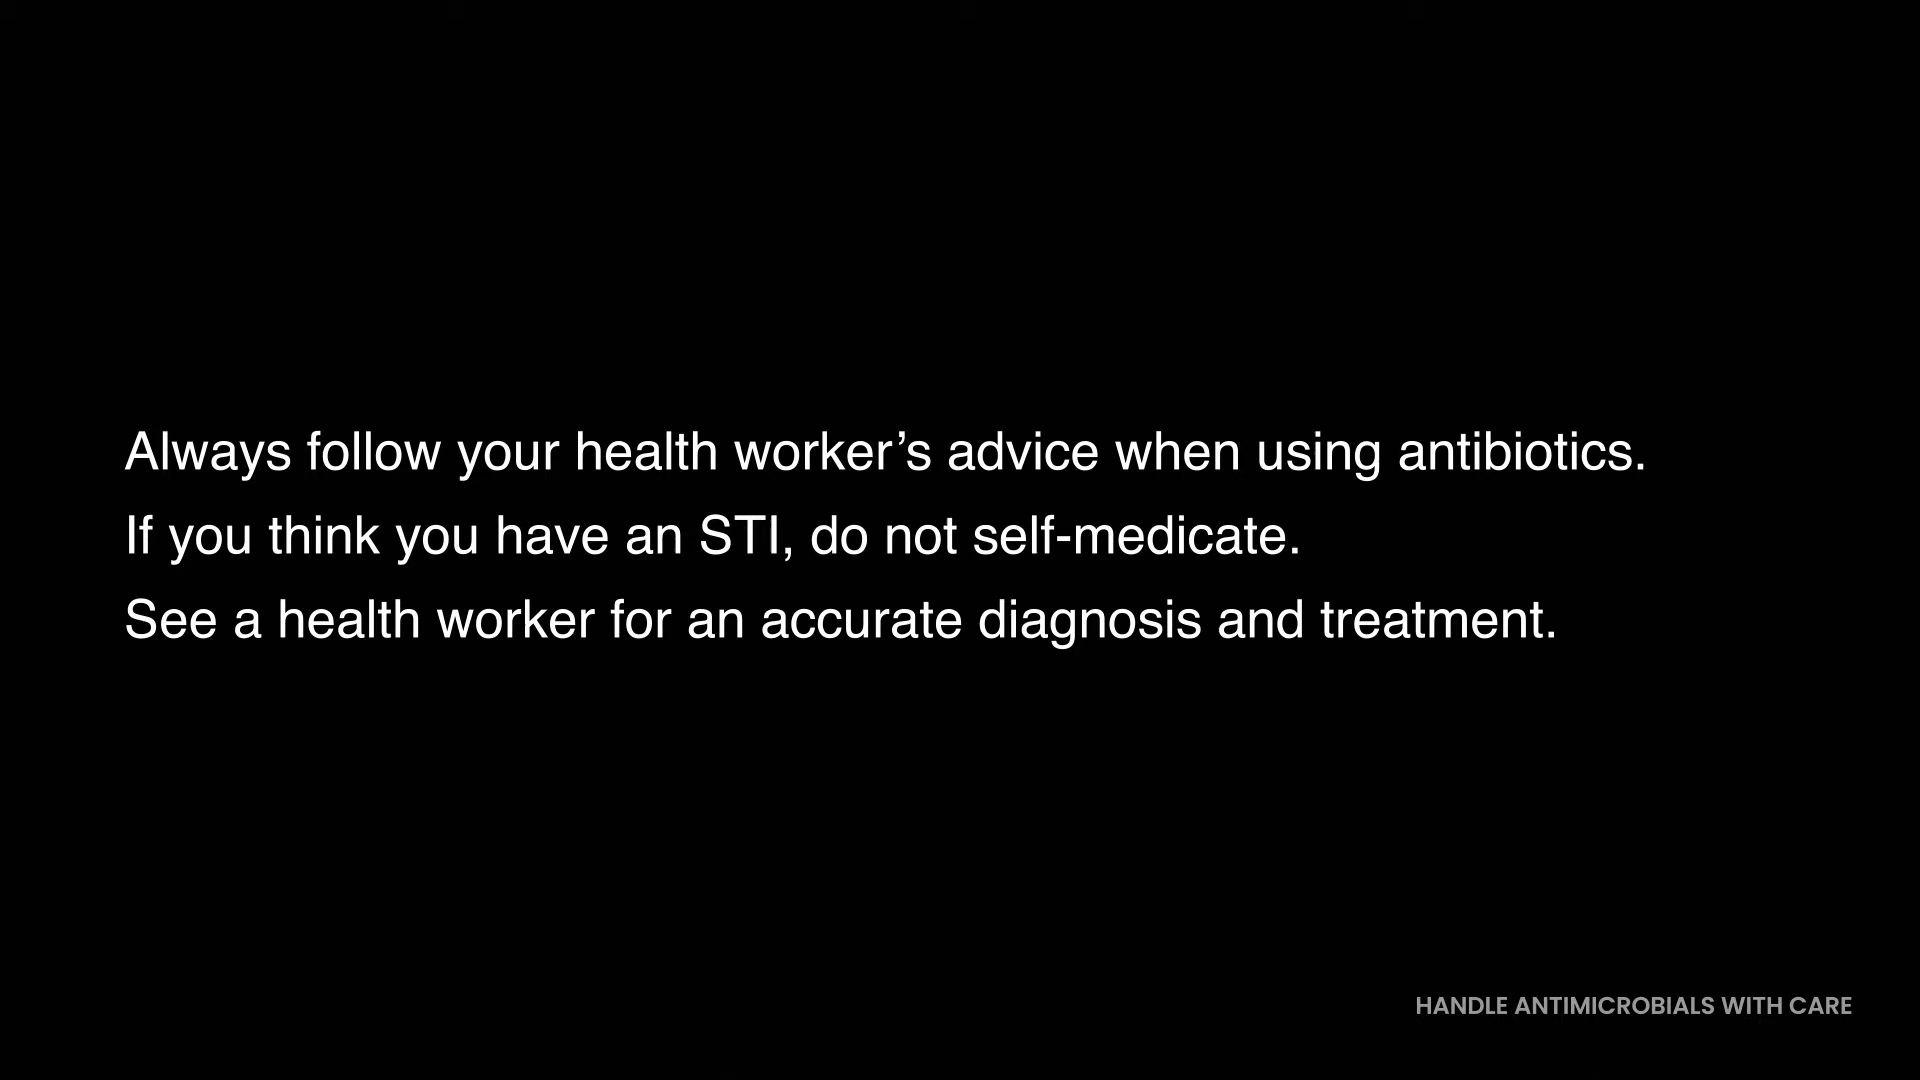 Always follow your health worker’s advice when using antibiotics.
If you think you have an STI, do not self-medicate.
See a health worker for an accurate diagnosis and treatment.
HANDLE ANTIMICROBIALS WITH CARE